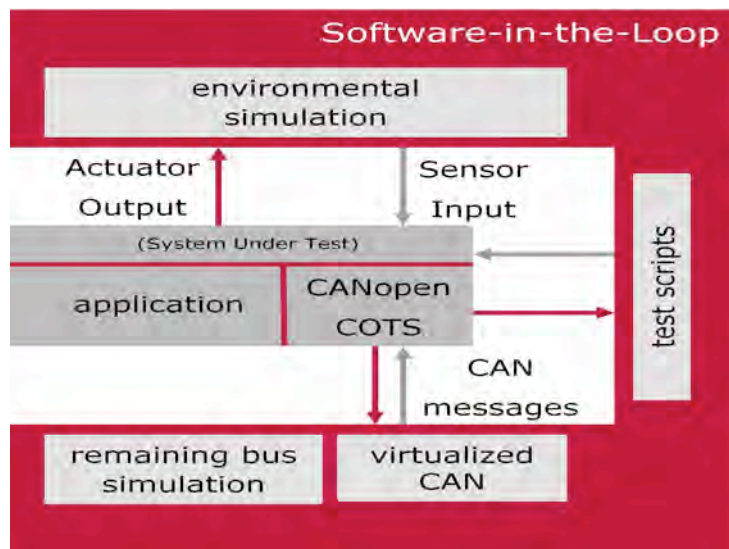 Software-in-the-Loop
environmental
simulation
Actuator
Output
Sensor
Input
(System Under Test)
application
CANopen
COTS
test scripts
CAN
messages
remaining bus
simulation
virtualized
CAN